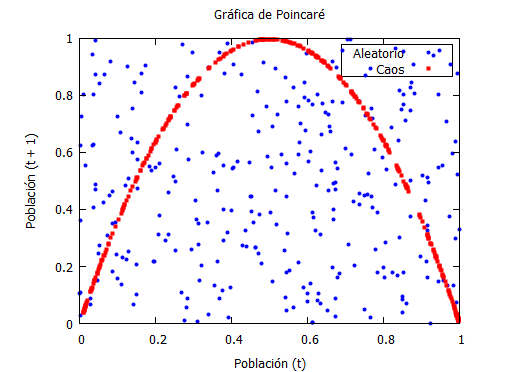 Gráfica de Poincaré
Aleatorio
Caos
1
0.8
0.6
0.4
0.2
0
0
0.2
0.4
0.6
0.8
1
Población (t + 1)
Población (t)